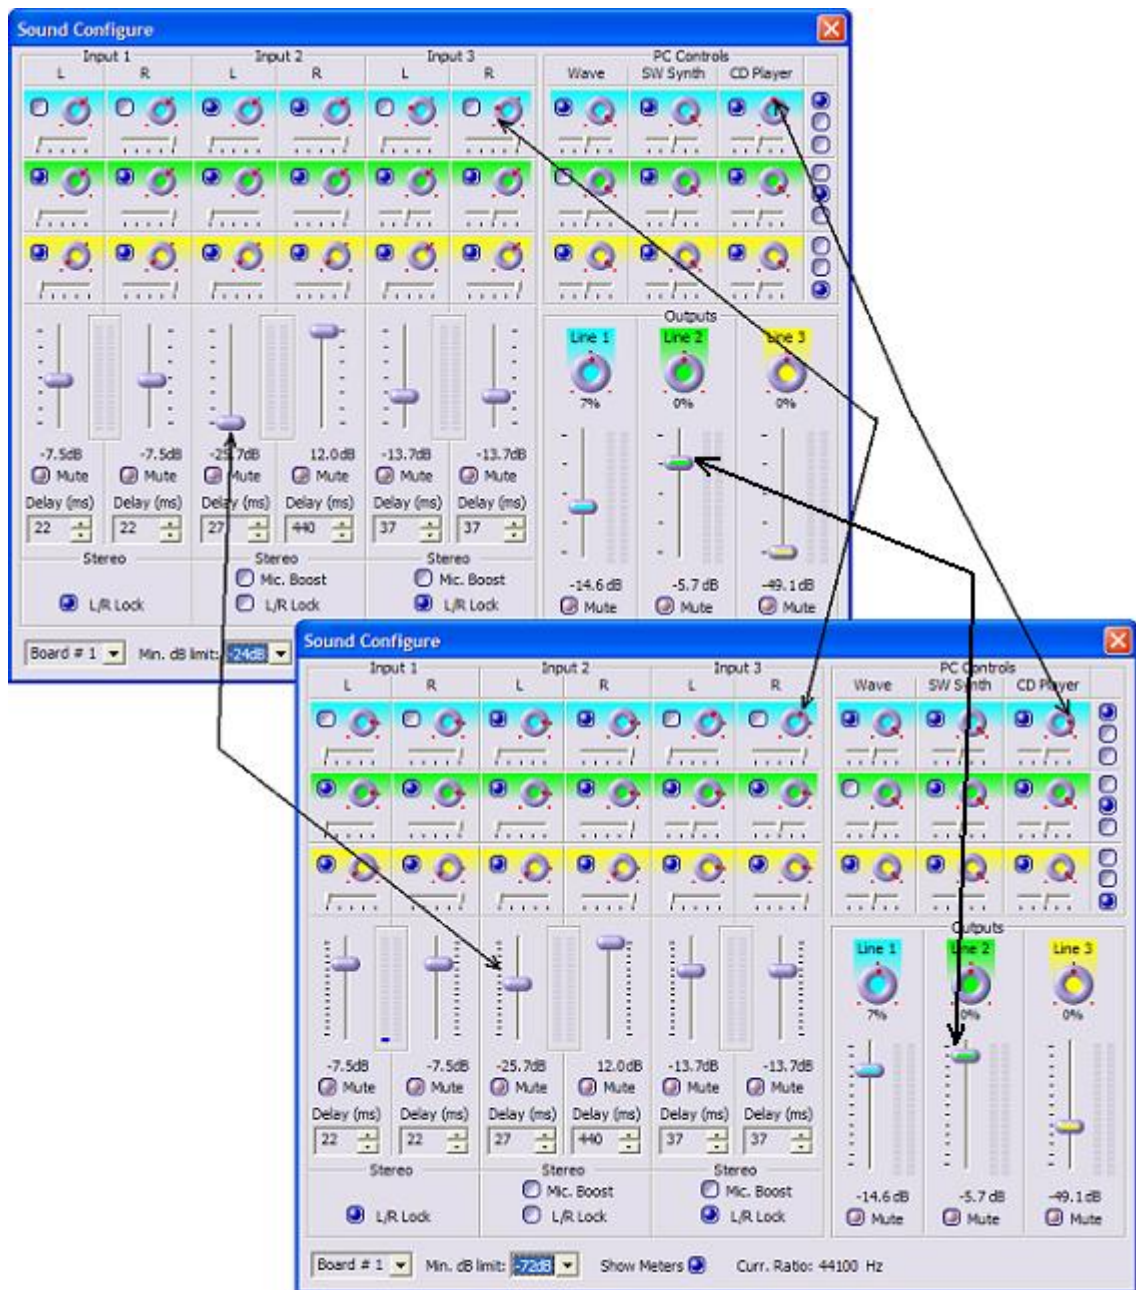 Sound Configure
Input 1 Input 2 Input 3 PC Controls
L R L R L R Wave SW Synth CD Player
Outputs
Line 1 Line 2 Line 3
7% 0% 0%
-7.5dB -7.5dB -25.7dB 12.0dB -13.7dB -13.7dB
Mute Mute Mute Mute Mute Mute
Delay (ms) Delay (ms) Delay (ms) Delay (ms) Delay (ms) Delay (ms)
22 22 27 440 37 37
Stereo Stereo Stereo
Mic. Boost Mic. Boost
-14.6 dB -5.7 dB -49.1 dB
L/R Lock L/R Lock L/R Lock
Mute Mute Mute
Board # 1 Min. dB limit: -24dB
Sound Configure
Input 1 Input 2 Input 3 PC Controls
L R L R L R Wave SW Synth CD Player
Outputs
Line 1 Line 2 Line 3
7% 0% 0%
-7.5dB -7.5dB -25.7dB 12.0dB -13.7dB -13.7dB
Mute Mute Mute Mute Mute Mute
Delay (ms) Delay (ms) Delay (ms) Delay (ms) Delay (ms) Delay (ms)
22 22 27 440 37 37
Stereo Stereo Stereo
Mic. Boost Mic. Boost
-14.6 dB -5.7 dB -49.1 dB
L/R Lock L/R Lock L/R Lock
Mute Mute Mute
Board # 1 Min. dB limit: -72dB Show Meters Curr. Ratio: 44100 Hz